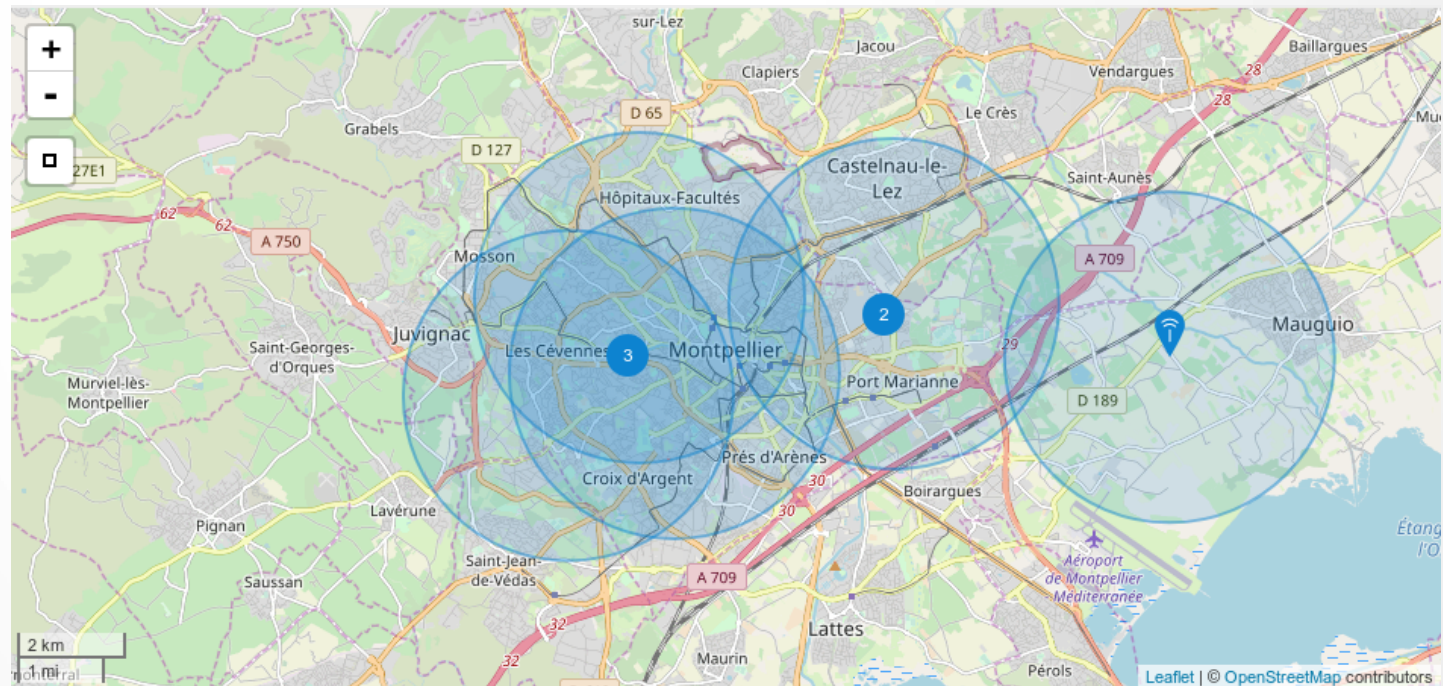 sur-Lez
+
Jacou
Baillargues
Clapiers
Vendargues
28
-
28
D 65
Le Crès
Grabels
D 127
Castelnau-le-
Lez
27E1
Saint-Aunès
Hôpitaux-Facultés
62
62
A 750
Mosson
A 709
2
Mauguio
Juvignac
Saint-Georges-
d'Orques
Les Cévennes
3
Montpellier
29
Murviel-lès-
Montpellier
Port Marianne
D 189
Prés d'Arènes
Croix d'Argent
30
30
Boirargues
Lavérune
Pignan
Étang
l'O
Saint-Jean-
de-Védas
Aéroport
de Montpellier
Méditerranée
A 709
Saussan
32
Lattes
2 km
32
Maurin
1 mi
Pérols
Leaflet | © OpenStreetMap contributors